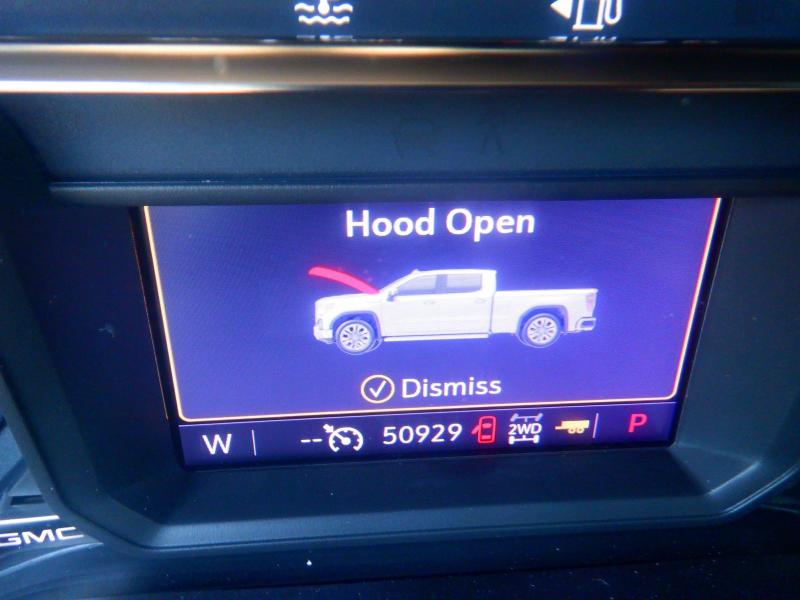 Hood Open
Dismiss
W -- 50929 2WD P
GMC